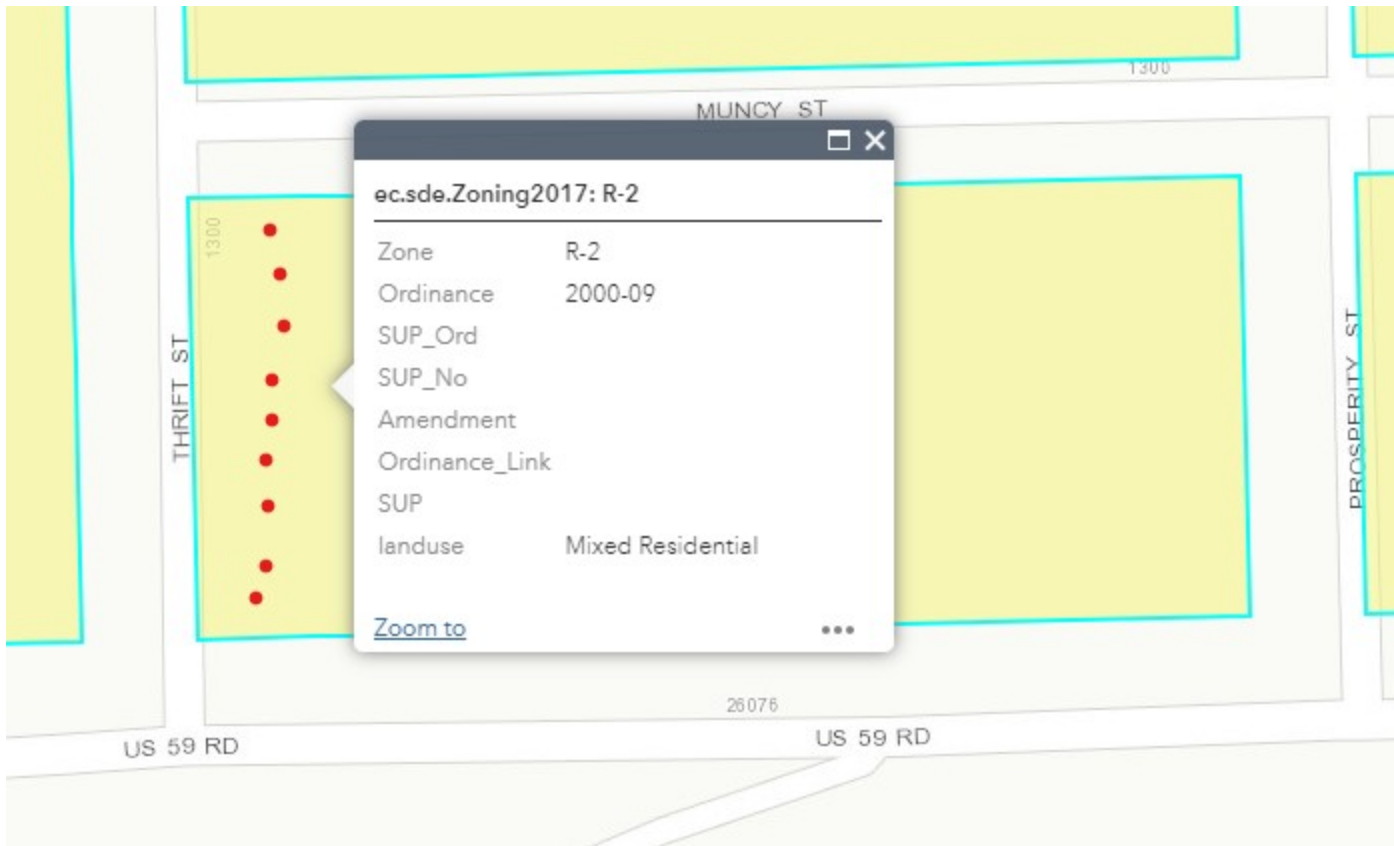 1300
MUNCY ST
ec.sde.Zoning2017: R-2
1300
Zone R-2
Ordinance 2000-09
SUP_Ord
THRIFT ST
PROSPERITY ST
SUP_No
Amendment
Ordinance_Link
SUP
landuse Mixed Residential
Zoom to
26076
US 59 RD
US 59 RD